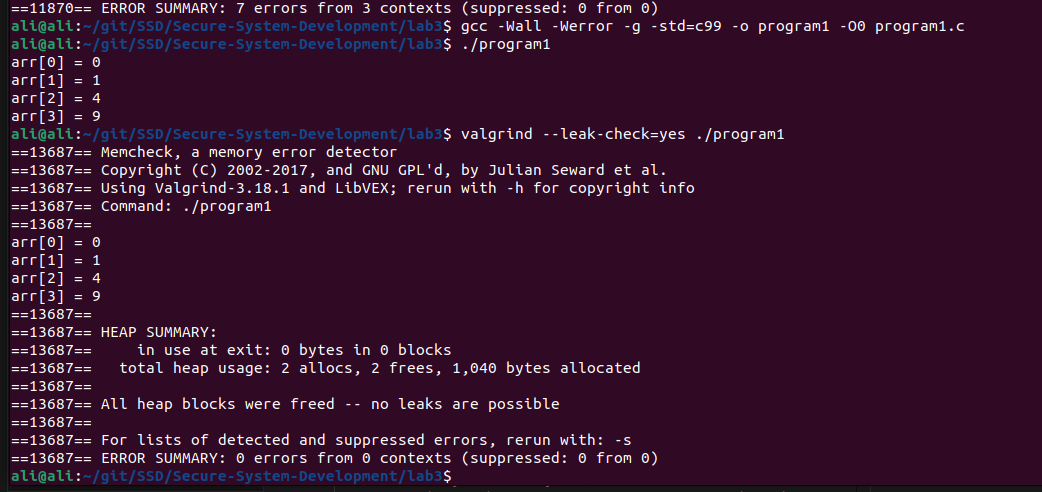 ==11870== ERROR SUMMARY: 7 errors from 3 contexts (suppressed: 0 from 0)
ali@ali:~/git/SSD/Secure-System-Development/lab3$ gcc -Wall -Werror -g -std=c99 -o program1 -O0 program1.c
ali@ali:~/git/SSD/Secure-System-Development/lab3$ ./program1
arr[0] = 0
arr[1] = 1
arr[2] = 4
arr[3] = 9
ali@ali:~/git/SSD/Secure-System-Development/lab3$ valgrind --leak-check=yes ./program1
==13687== Memcheck, a memory error detector
==13687== Copyright (C) 2002-2017, and GNU GPL'd, by Julian Seward et al.
==13687== Using Valgrind-3.18.1 and LibVEX; rerun with -h for copyright info
==13687== Command: ./program1
==13687==
arr[0] = 0
arr[1] = 1
arr[2] = 4
arr[3] = 9
==13687==
==13687== HEAP SUMMARY:
==13687==     in use at exit: 0 bytes in 0 blocks
==13687==   total heap usage: 2 allocs, 2 frees, 1,040 bytes allocated
==13687==
==13687== All heap blocks were freed -- no leaks are possible
==13687==
==13687== For lists of detected and suppressed errors, rerun with: -s
==13687== ERROR SUMMARY: 0 errors from 0 contexts (suppressed: 0 from 0)
ali@ali:~/git/SSD/Secure-System-Development/lab3$